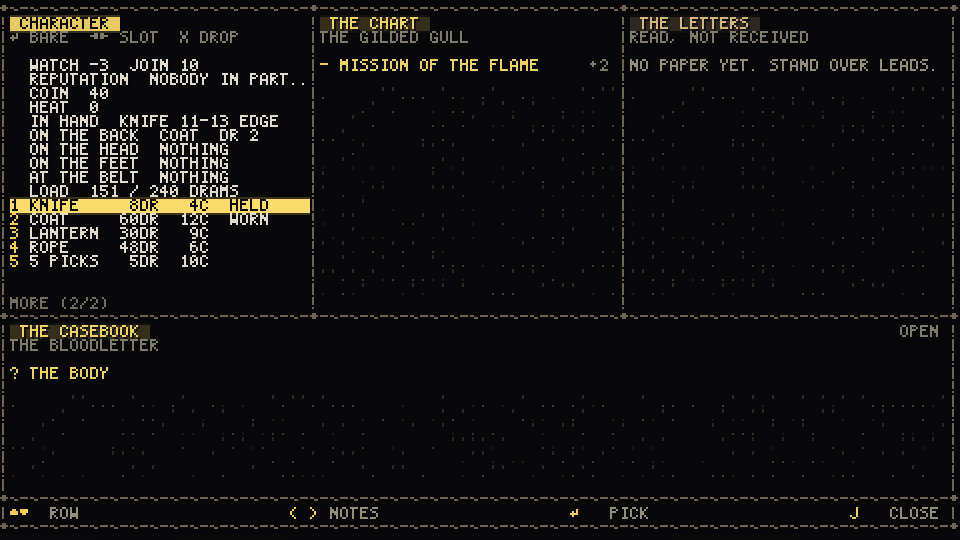 CHARACTER
↵ BARE SLOT X DROP
WATCH -3 JOIN 10
REPUTATION NOBODY IN PART..
COIN 40
HEAT 0
IN HAND KNIFE 11-13 EDGE
ON THE BACK COAT DR 2
ON THE HEAD NOTHING
ON THE FEET NOTHING
AT THE BELT NOTHING
LOAD 151 / 240 DRAMS
1 KNIFE 8DR 4C HELD
2 COAT 60DR 12C WORN
3 LANTERN 30DR 9C
4 ROPE 48DR 6C
5 5 PICKS 5DR 10C
MORE (2/2)
THE CHART
THE GILDED GULL
- MISSION OF THE FLAME +2
THE LETTERS
READ, NOT RECEIVED
NO PAPER YET. STAND OVER LEADS.
THE CASEBOOK OPEN
THE BLOODLETTER
? THE BODY
ROW < > NOTES ↵ PICK J CLOSE